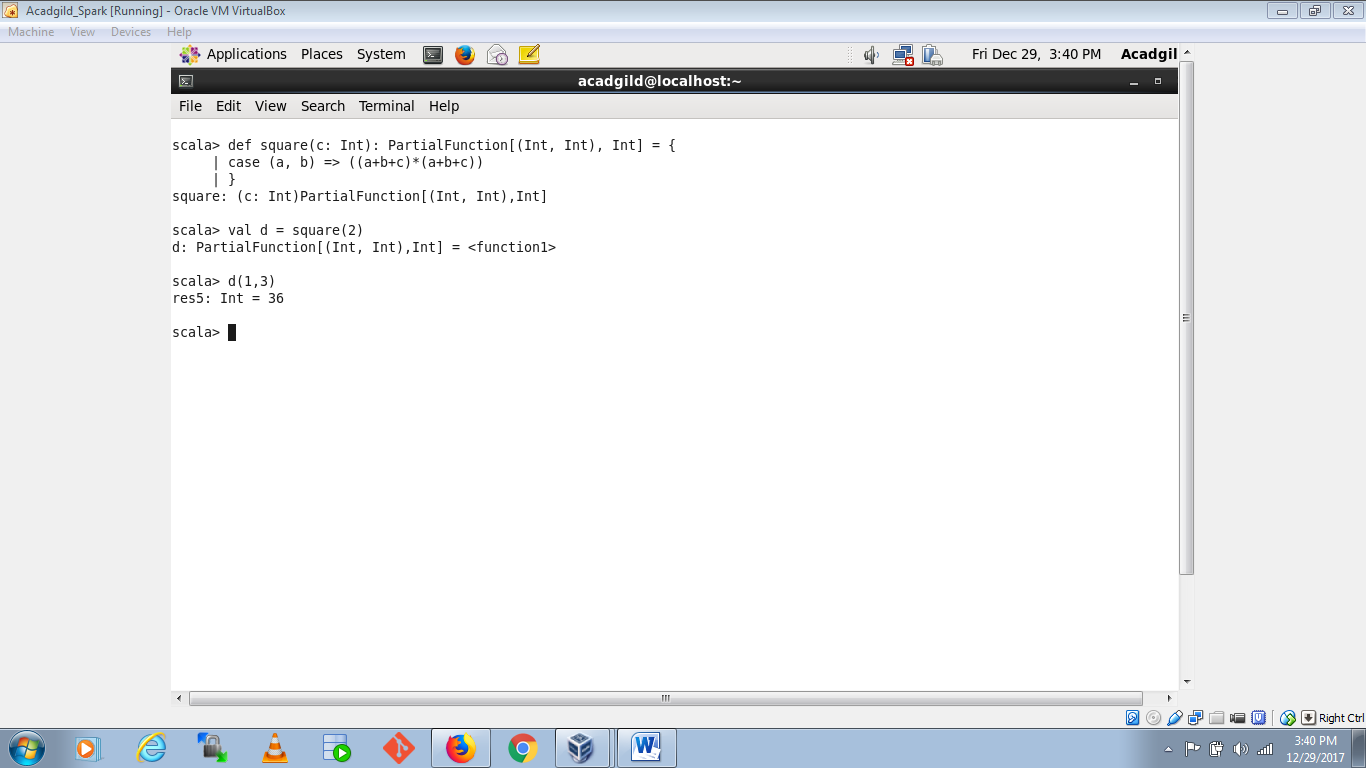 Acadgild_Spark [Running] - Oracle VM VirtualBox
Machine View Devices Help
Applications Places System Fri Dec 29, 3:40 PM Acadgil
acadgild@localhost:~
File Edit View Search Terminal Help
scala> def square(c: Int): PartialFunction[(Int, Int), Int] = {
| case (a, b) => ((a+b+c)*(a+b+c))
| }
square: (c: Int)PartialFunction[(Int, Int),Int]
scala> val d = square(2)
d: PartialFunction[(Int, Int),Int] = <function1>
scala> d(1,3)
res5: Int = 36
scala>
Right Ctrl
3:40 PM
12/29/2017